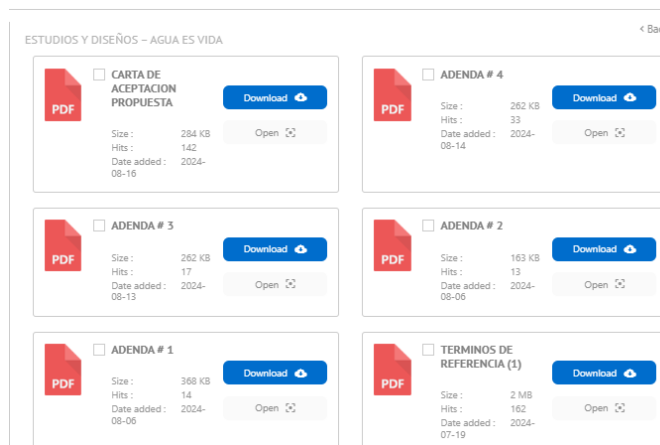 < Bac
ESTUDIOS Y DISEÑOS – AGUA ES VIDA
PDF
CARTA DE
ACEPTACION
PROPUESTA
Size : 284 KB
Hits : 142
Date added : 2024-
08-16
Download
Open
PDF
ADENDA # 4
Size : 262 KB
Hits : 33
Date added : 2024-
08-14
Download
Open
PDF
ADENDA # 3
Size : 262 KB
Hits : 17
Date added : 2024-
08-13
Download
Open
PDF
ADENDA # 2
Size : 163 KB
Hits : 13
Date added : 2024-
08-06
Download
Open
PDF
ADENDA # 1
Size : 368 KB
Hits : 14
Date added : 2024-
08-06
Download
Open
PDF
TERMINOS DE
REFERENCIA (1)
Size : 2 MB
Hits : 162
Date added : 2024-
07-19
Download
Open